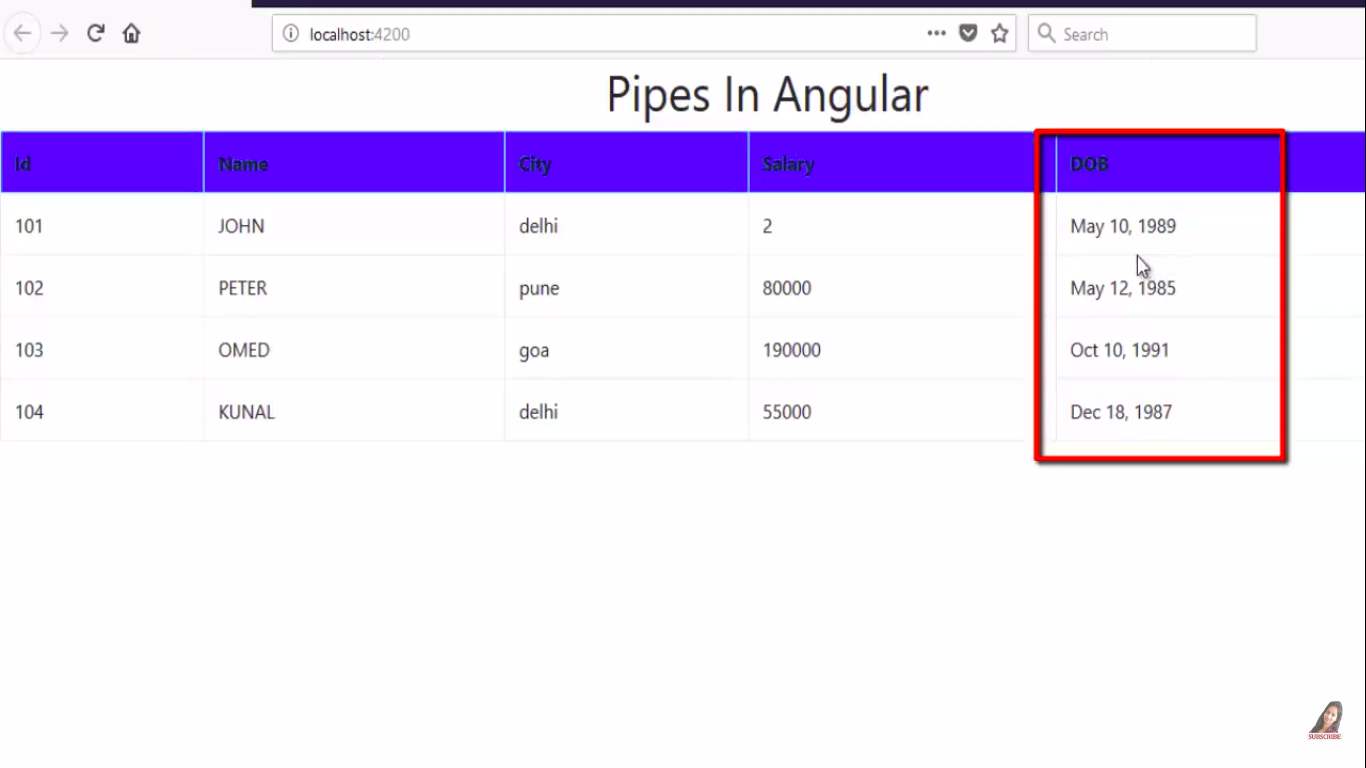 localhost:4200
Search
Pipes In Angular
Id Name City Salary DOB
101 JOHN delhi 2 May 10, 1989
102 PETER pune 80000 May 12, 1985
103 OMED goa 190000 Oct 10, 1991
104 KUNAL delhi 55000 Dec 18, 1987
SUBSCRIBE